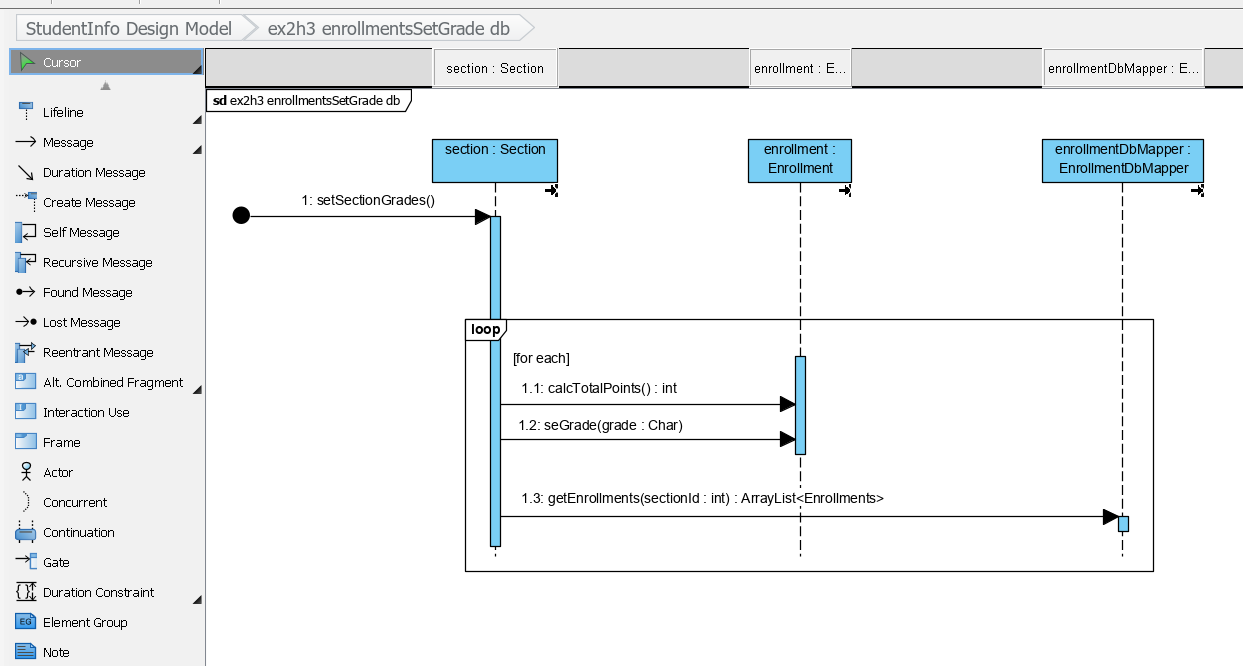 StudentInfo Design Model
ex2h3 enrollmentsSetGrade db
Cursor
section : Section
enrollment : E...
enrollmentDbMapper : E...
sd ex2h3 enrollmentsSetGrade db
Lifeline
Message
Duration Message
Create Message
Self Message
Recursive Message
Found Message
Lost Message
Reentrant Message
Alt. Combined Fragment
Interaction Use
Frame
Actor
Concurrent
Continuation
Gate
Duration Constraint
EG
Element Group
Note
section : Section
enrollment :
Enrollment
enrollmentDbMapper :
EnrollmentDbMapper
1: setSectionGrades()
loop
[for each]
1.1: calcTotalPoints() : int
1.2: seGrade(grade : Char)
1.3: getEnrollments(sectionId : int) : ArrayList<Enrollments>